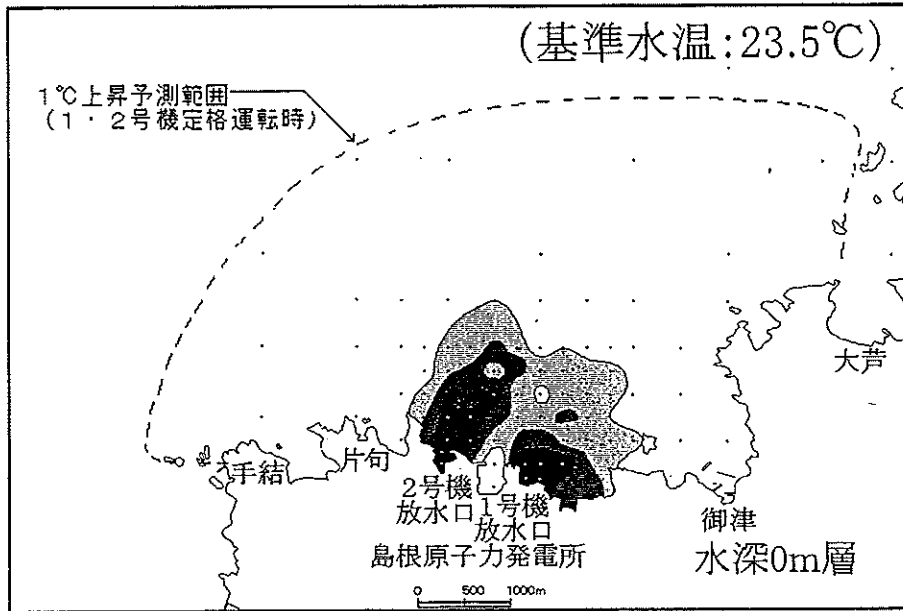 (基準水温:23.5℃)
1℃上昇予測範囲
(1・2号機定格運転時)
大芦
手結
片句
2号機
放水口
1号機
放水口
御津
島根原子力発電所
水深0m層
0 500 1000m